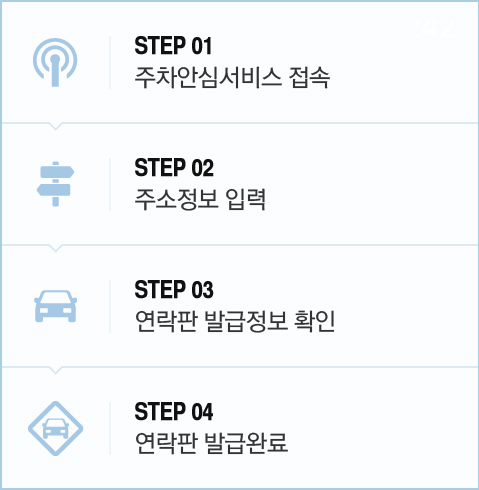 STEP 01
주차안심서비스 접속
STEP 02
주소정보 입력
STEP 03
연락판 발급정보 확인
STEP 04
연락판 발급완료